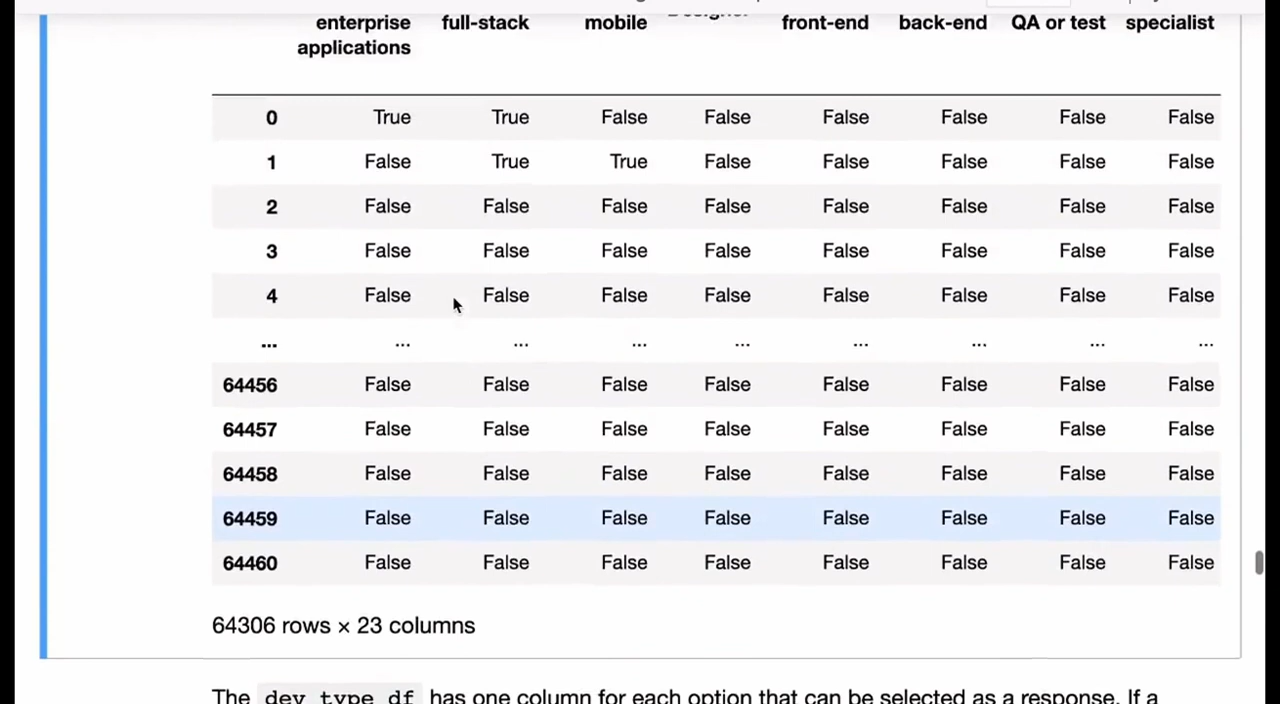 Designer
enterprise full-stack mobile front-end back-end QA or test specialist
applications
0 True True False False False False False False
1 False True True False False False False False
2 False False False False False False False False
3 False False False False False False False False
4 False False False False False False False False
... ... ... ... ... ... ... ... ...
64456 False False False False False False False False
64457 False False False False False False False False
64458 False False False False False False False False
64459 False False False False False False False False
64460 False False False False False False False False
64306 rows × 23 columns
The dev_type_df has one column for each option that can be selected as a response. If a